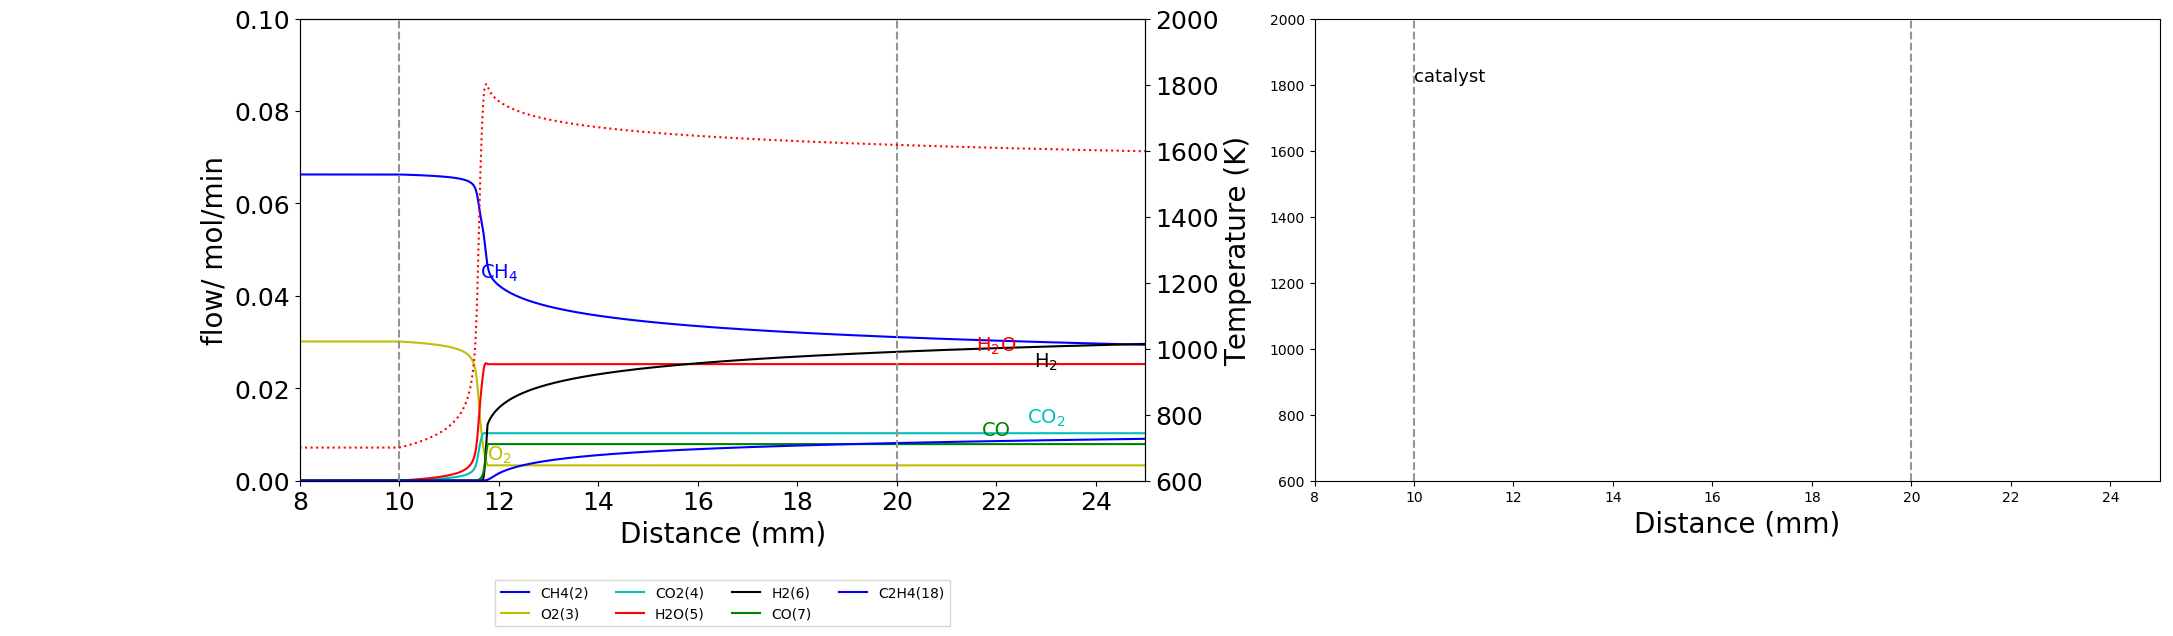 0.10
0.08
0.06
0.04
0.02
0.00
flow/ mol/min
8 10 12 14 16 18 20 22 24
Distance (mm)
2000
1800
1600
1400
1200
1000
800
600
Temperature (K)
CH4
O2
H2O
H2
CO2
CO
CH4(2) CO2(4) H2(6) C2H4(18)
O2(3) H2O(5) CO(7)
2000
1800
1600
1400
1200
1000
800
600
catalyst
8 10 12 14 16 18 20 22 24
Distance (mm)